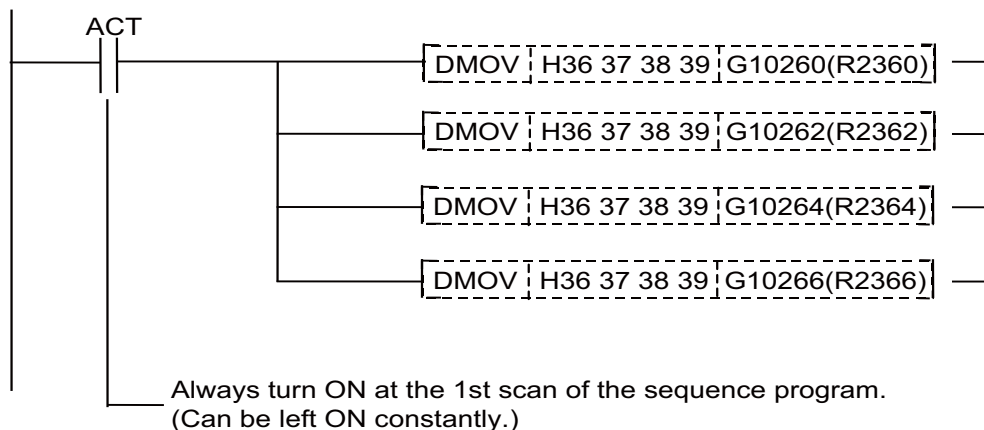 ACT
DMOV H36 37 38 39 G10260(R2360)
DMOV H36 37 38 39 G10262(R2362)
DMOV H36 37 38 39 G10264(R2364)
DMOV H36 37 38 39 G10266(R2366)
Always turn ON at the 1st scan of the sequence program.
(Can be left ON constantly.)